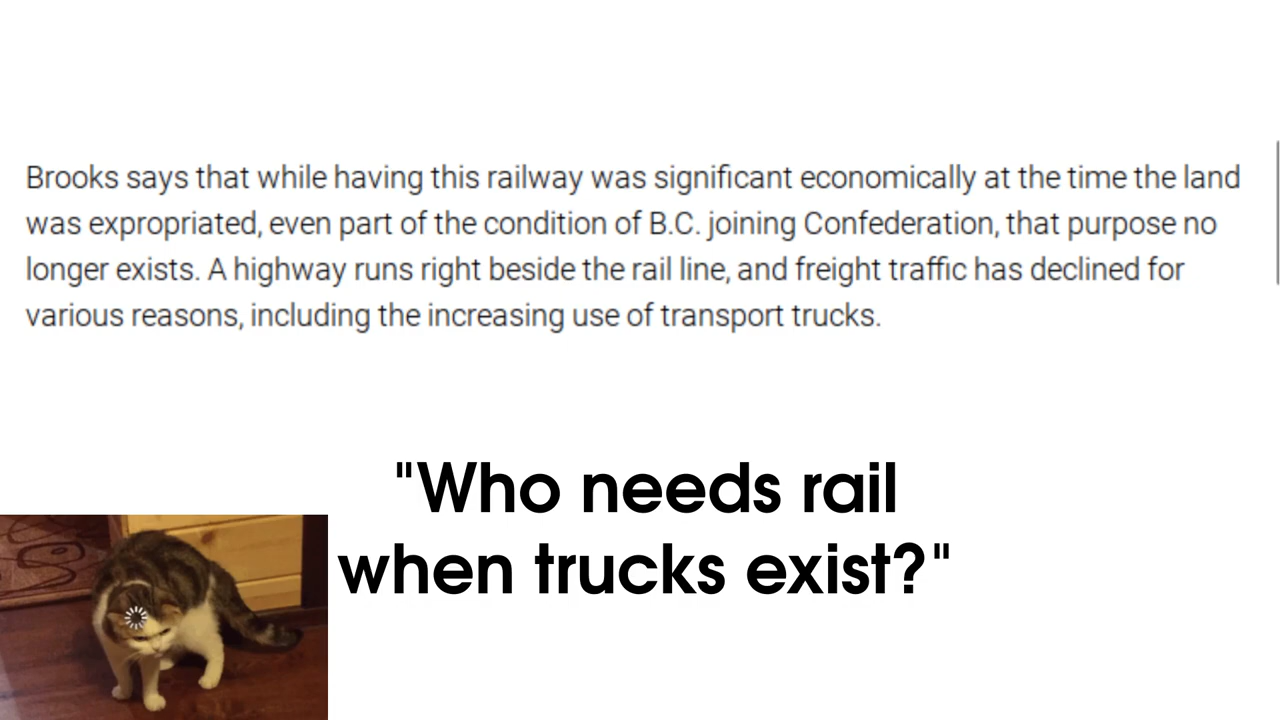 Brooks says that while having this railway was significant economically at the time the land
was expropriated, even part of the condition of B.C. joining Confederation, that purpose no
longer exists. A highway runs right beside the rail line, and freight traffic has declined for
various reasons, including the increasing use of transport trucks.
"Who needs rail
when trucks exist?"